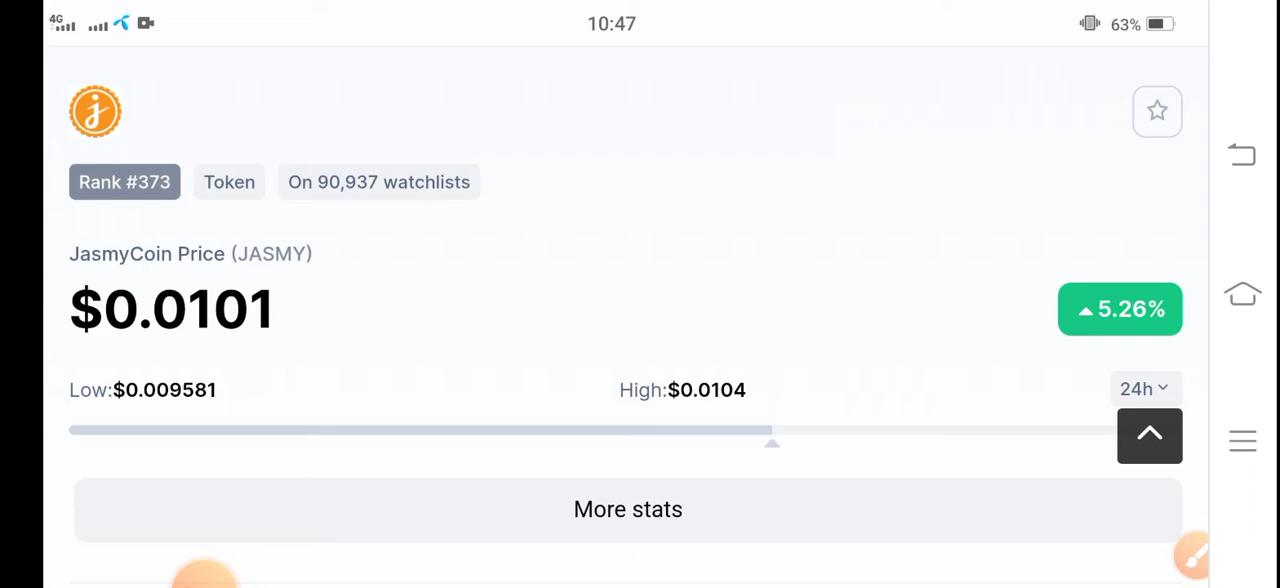 4G 10:47 63%
Rank #373 Token On 90,937 watchlists
JasmyCoin Price (JASMY)
$0.0101 5.26%
Low:$0.009581 High:$0.0104 24h
More stats